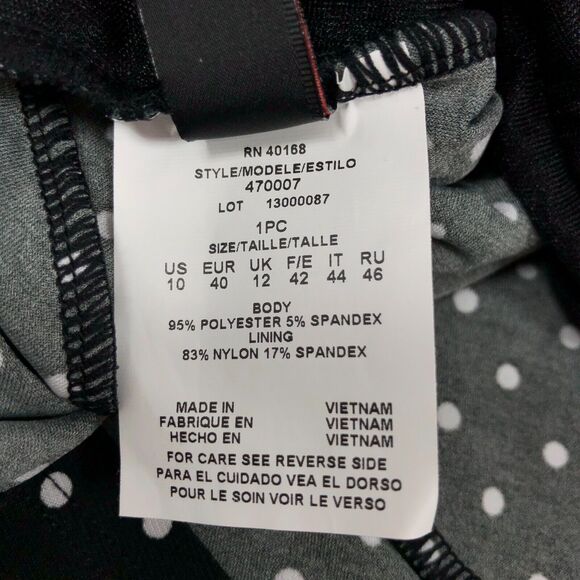 RN 40168
STYLE/MODELE/ESTILO
470007
LOT 13000087
1PC
SIZE/TAILLE/TALLE
US EUR UK F/E IT RU
10 40 12 42 44 46
BODY
95% POLYESTER 5% SPANDEX
LINING
83% NYLON 17% SPANDEX
MADE IN VIETNAM
FABRIQUE EN VIETNAM
HECHO EN VIETNAM
FOR CARE SEE REVERSE SIDE
PARA EL CUIDADO VEA EL DORSO
POUR LE SOIN VOIR LE VERSO